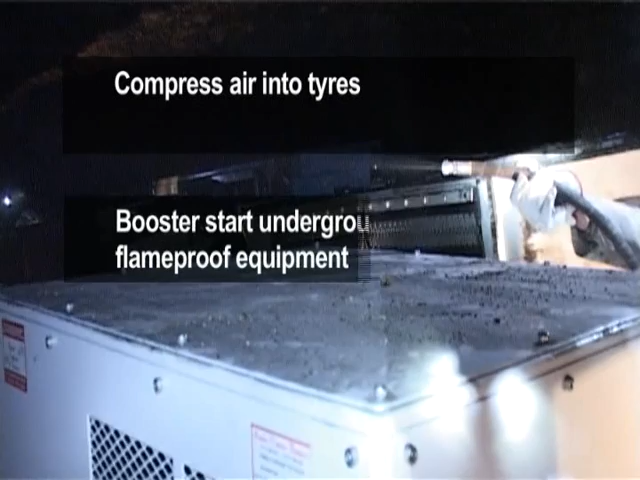 Compress air into tyres
Booster start undergrou
flameproof equipment